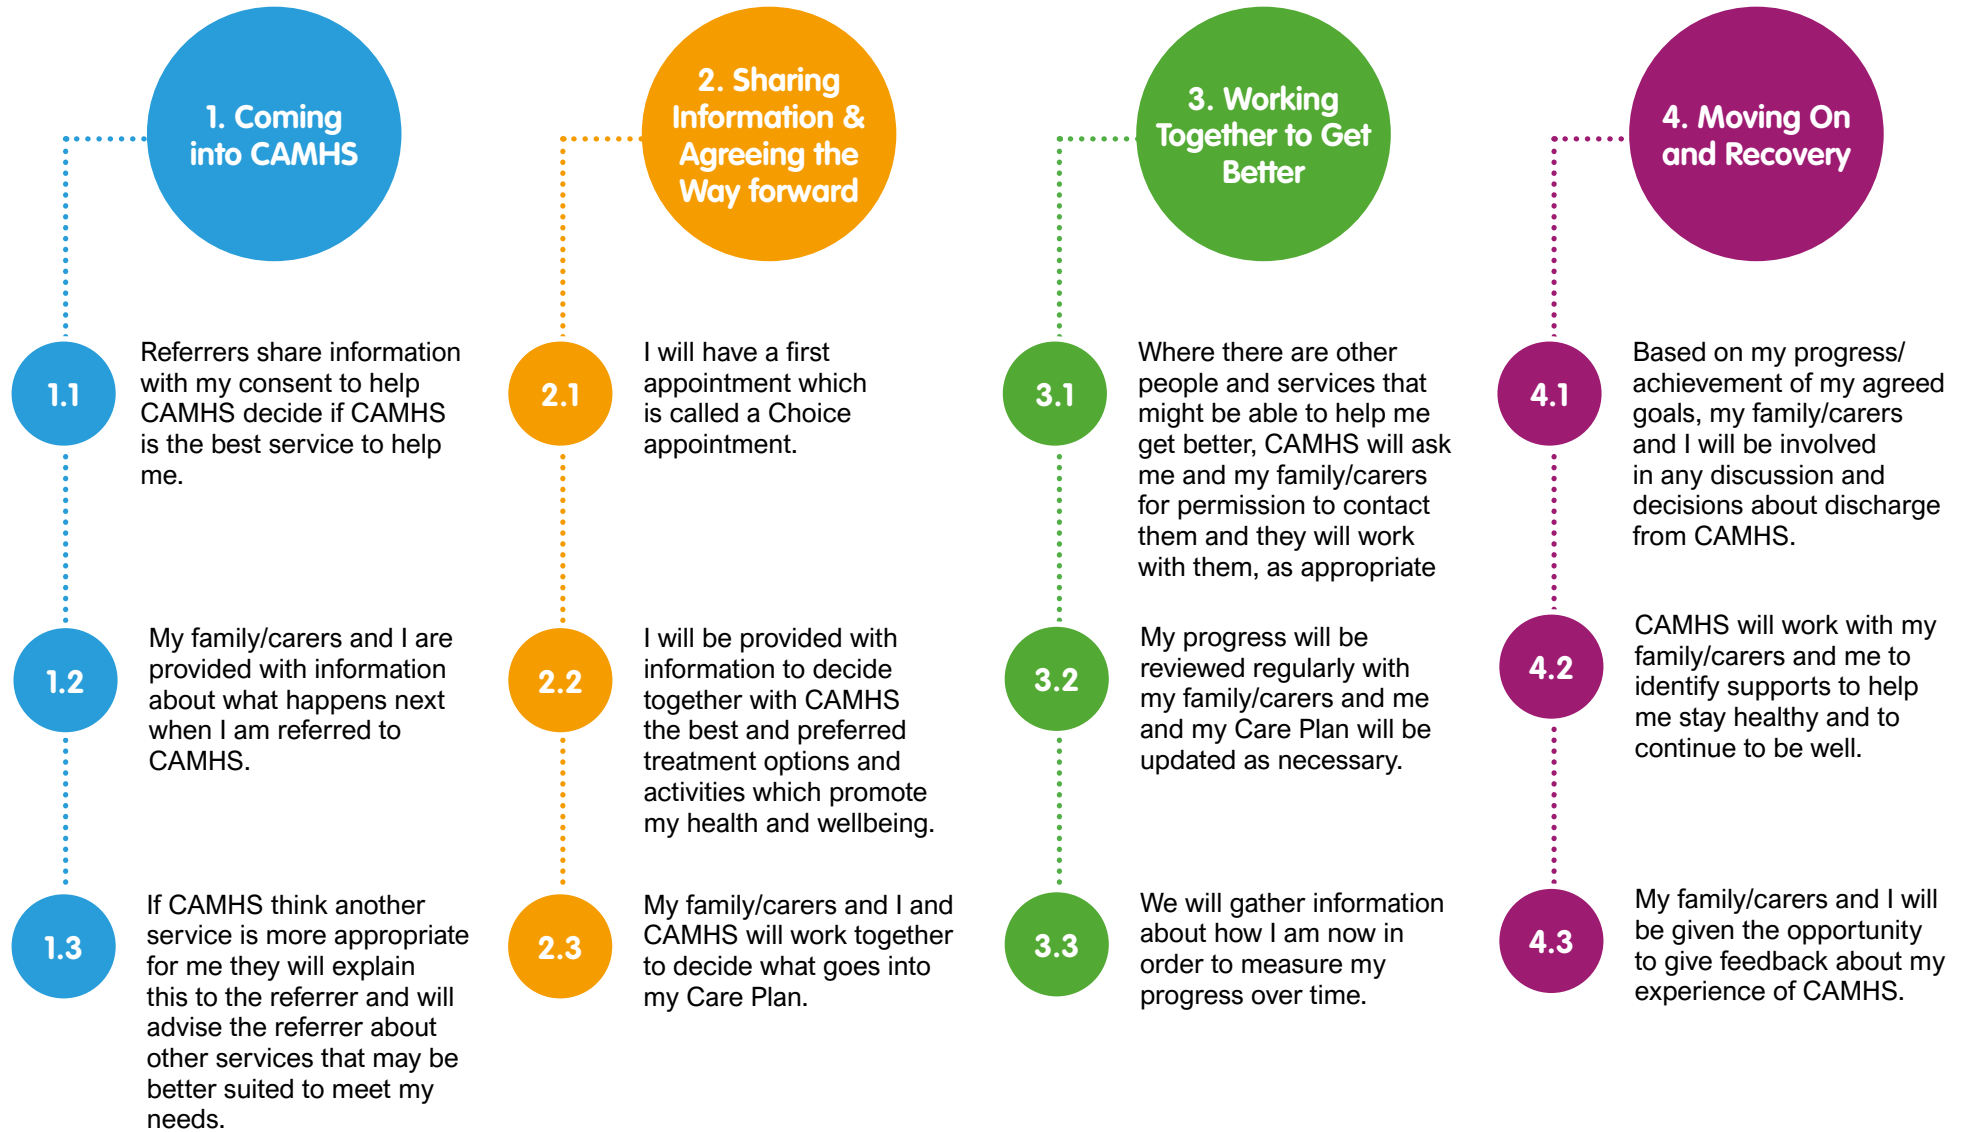 1. Coming
into CAMHS
1.1
Referrers share information
with my consent to help
CAMHS decide if CAMHS
is the best service to help
me.
1.2
My family/carers and I are
provided with information
about what happens next
when I am referred to
CAMHS.
1.3
If CAMHS think another
service is more appropriate
for me they will explain
this to the referrer and will
advise the referrer about
other services that may be
better suited to meet my
needs.
2. Sharing
Information &
Agreeing the
Way forward
2.1
I will have a first
appointment which
is called a Choice
appointment.
2.2
I will be provided with
information to decide
together with CAMHS
the best and preferred
treatment options and
activities which promote
my health and wellbeing.
2.3
My family/carers and I and
CAMHS will work together
to decide what goes into
my Care Plan.
3. Working
Together to Get
Better
3.1
Where there are other
people and services that
might be able to help me
get better, CAMHS will ask
me and my family/carers
for permission to contact
them and they will work
with them, as appropriate
3.2
My progress will be
reviewed regularly with
my family/carers and me
and my Care Plan will be
updated as necessary.
3.3
We will gather information
about how I am now in
order to measure my
progress over time.
4. Moving On
and Recovery
4.1
Based on my progress/
achievement of my agreed
goals, my family/carers
and I will be involved
in any discussion and
decisions about discharge
from CAMHS.
4.2
CAMHS will work with my
family/carers and me to
identify supports to help
me stay healthy and to
continue to be well.
4.3
My family/carers and I will
be given the opportunity
to give feedback about my
experience of CAMHS.